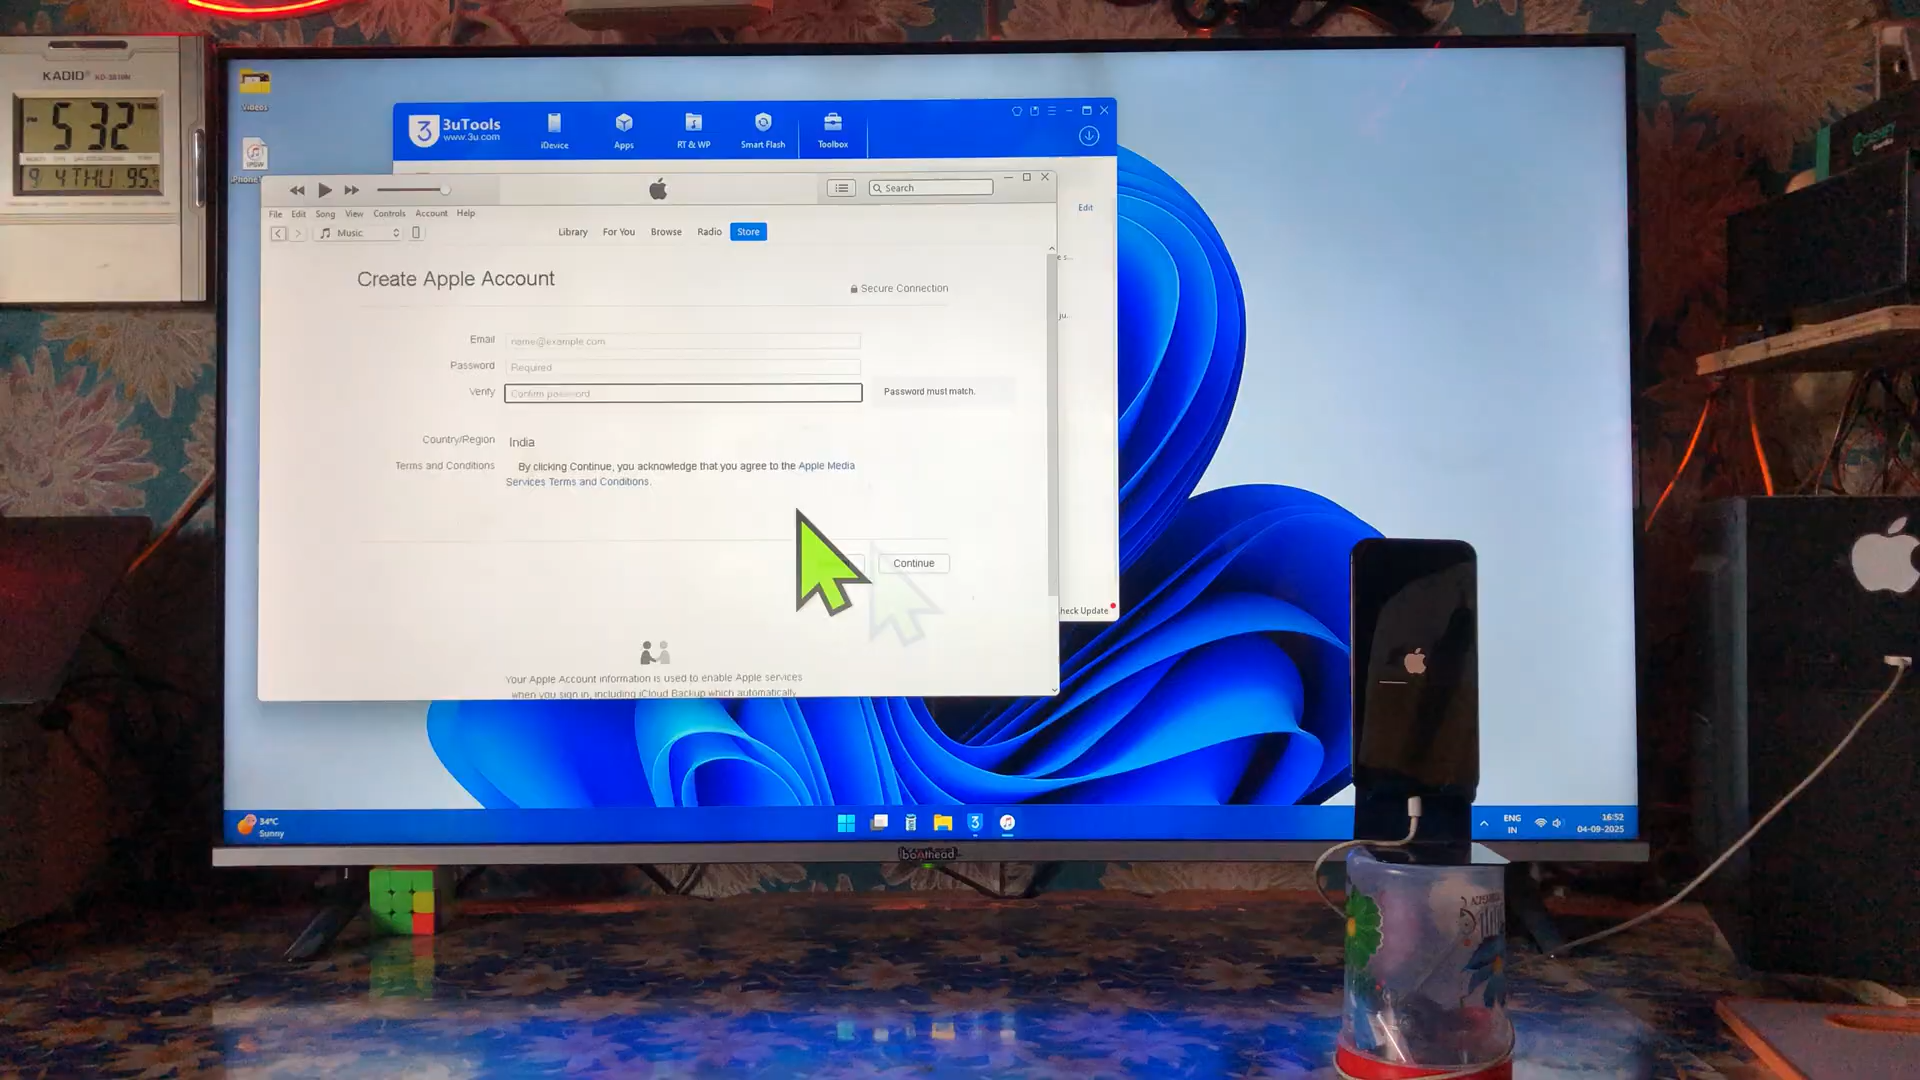 KADIO KD-3810N
5 32
9 4 THU 95
Videos
3uTools
www.3u.com
iDevice
Apps
RT & WP
Smart Flash
Toolbox
Edit
Search
File Edit Song View Controls Account Help
Music
Library
For You
Browse
Radio
Store
Create Apple Account
Secure Connection
Email
name@example.com
Password
Required
Verify
Confirm password
Password must match.
Country/Region
India
Terms and Conditions
By clicking Continue, you acknowledge that you agree to the Apple Media
Services Terms and Conditions.
Continue
Your Apple Account information is used to enable Apple services
when you sign in, including iCloud Backup which automatically
heck Update
34°C
Sunny
ENG
IN
16:52
04-09-2025